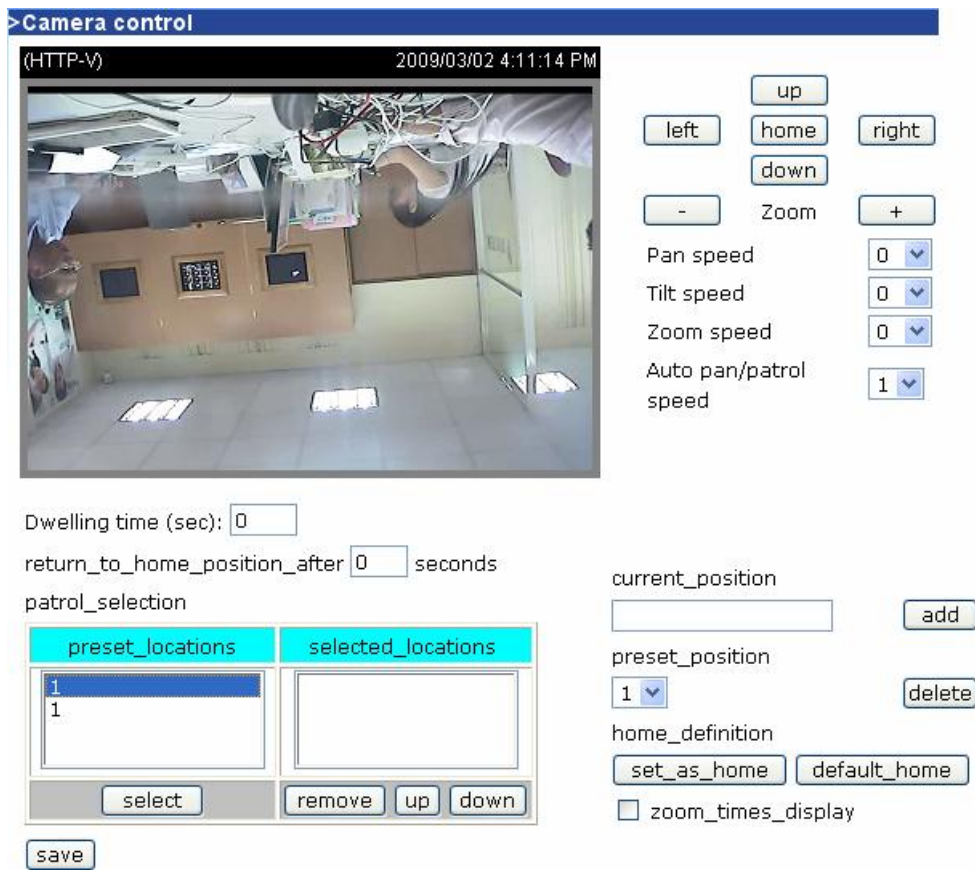 >Camera control
(HTTP-V) 2009/03/02 4:11:14 PM
up
left home right
down
- Zoom +
Pan speed 0
Tilt speed 0
Zoom speed 0
Auto pan/patrol
speed 1
Dwelling time (sec): 0
return_to_home_position_after 0 seconds
patrol_selection
preset_locations selected_locations
1
1
select remove up down
save
current_position
add
preset_position
1 delete
home_definition
set_as_home default_home
zoom_times_display